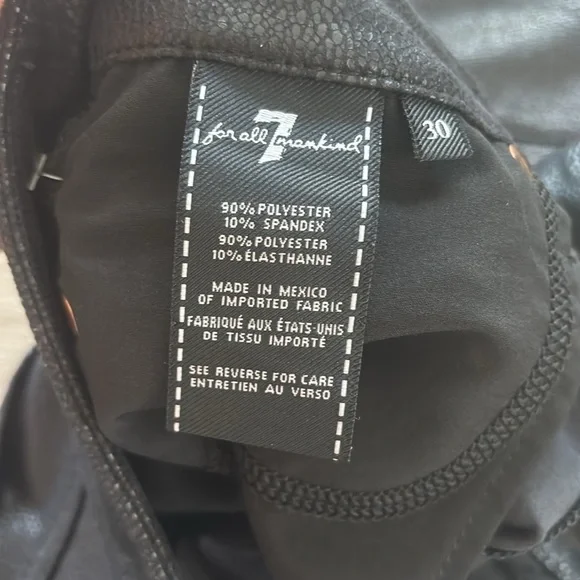 for all 7 mankind
30
90% POLYESTER
10% SPANDEX
90% POLYESTER
10% ÉLASTHANNE
MADE IN MEXICO
OF IMPORTED FABRIC
FABRIQUÉ AUX ÉTATS-UNIS
DE TISSU IMPORTÉ
SEE REVERSE FOR CARE
ENTRETIEN AU VERSO